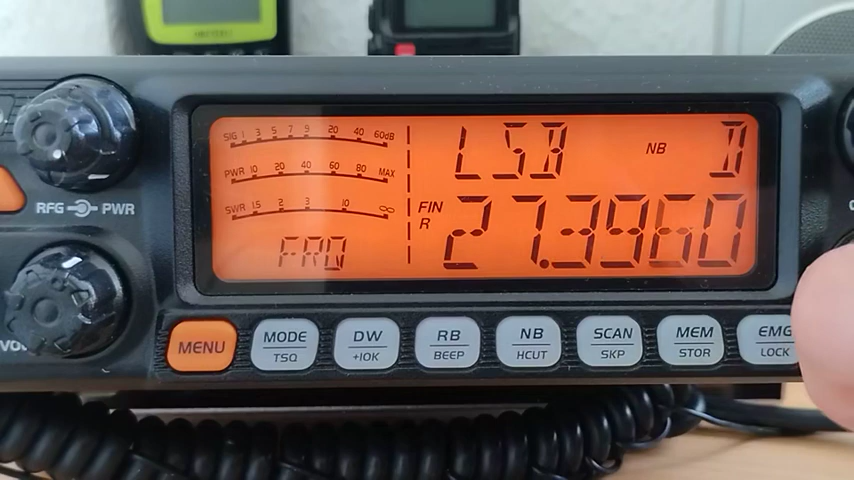 SIG 1 3 5 7 9 20 40 60dB
PWR 10 20 40 60 80 MAX
SWR 1.5 2 3 10 ∞
FRQ
LSB NB D
FIN
R
27.3960
RFG PWR
VO
MENU
MODE
TSQ
DW
+10K
RB
BEEP
NB
HCUT
SCAN
SKP
MEM
STOR
EMG
LOCK